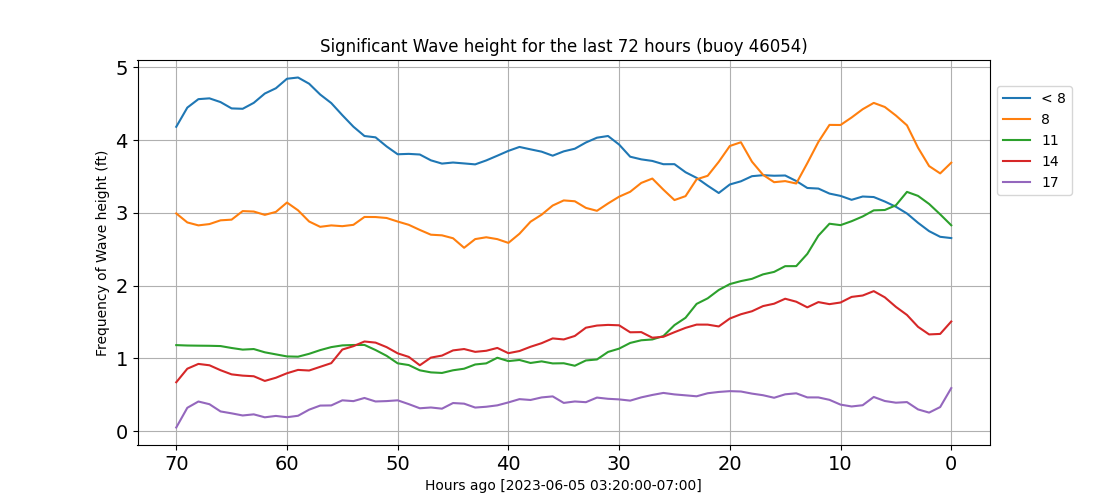 Significant Wave height for the last 72 hours (buoy 46054)
Frequency of Wave height (ft)
5
4
3
2
1
0
70 60 50 40 30 20 10 0
Hours ago [2023-06-05 03:20:00-07:00]
< 8
8
11
14
17